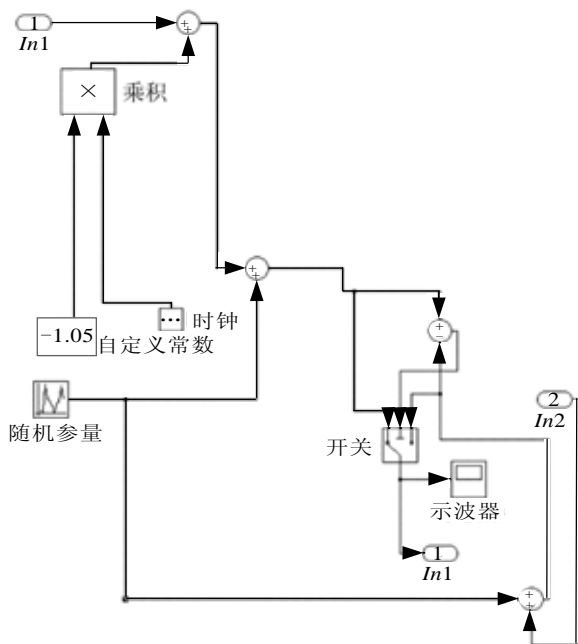 1
In1
+
+
×
乘积
+
+
时钟
−1.05
自定义常数
+
−
随机参量
2
In2
开关
示波器
1
In1
+
+